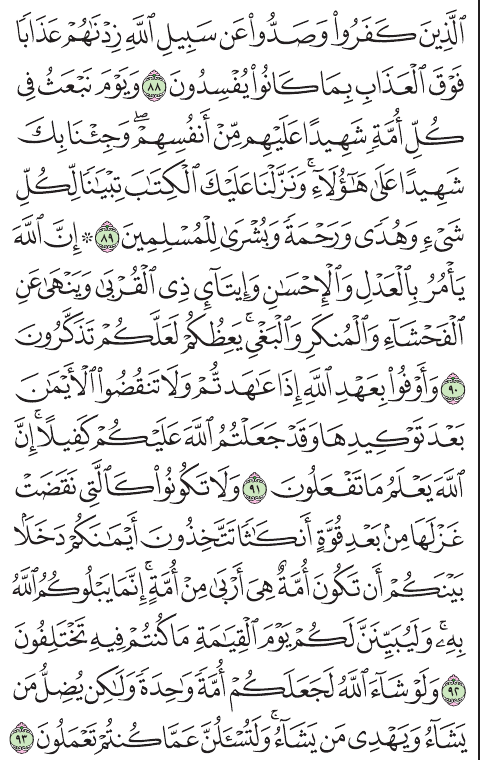 ٱلَّذِينَ كَفَرُوا۟ وَصَدُّوا۟ عَن سَبِيلِ ٱللَّهِ زِدْنَٰهُمْ عَذَابًا
فَوْقَ ٱلْعَذَابِ بِمَا كَانُوا۟ يُفْسِدُونَ ٨٨ وَيَوْمَ نَبْعَثُ فِى
كُلِّ أُمَّةٍ شَهِيدًا عَلَيْهِم مِّنْ أَنفُسِهِمْ ۖ وَجِئْنَا بِكَ
شَهِيدًا عَلَىٰ هَٰٓؤُلَآءِ ۚ وَنَزَّلْنَا عَلَيْكَ ٱلْكِتَٰبَ تِبْيَٰنًا لِّكُلِّ
شَىْءٍ وَهُدًى وَرَحْمَةً وَبُشْرَىٰ لِلْمُسْلِمِينَ ٨٩ ۞ إِنَّ ٱللَّهَ
يَأْمُرُ بِٱلْعَدْلِ وَٱلْإِحْسَٰنِ وَإِيتَآئِ ذِى ٱلْقُرْبَىٰ وَيَنْهَىٰ عَنِ
ٱلْفَحْشَآءِ وَٱلْمُنكَرِ وَٱلْبَغْىِ ۚ يَعِظُكُمْ لَعَلَّكُمْ تَذَكَّرُونَ
٩٠ وَأَوْفُوا۟ بِعَهْدِ ٱللَّهِ إِذَا عَٰهَدتُّمْ وَلَا تَنقُضُوا۟ ٱلْأَيْمَٰنَ
بَعْدَ تَوْكِيدِهَا وَقَدْ جَعَلْتُمُ ٱللَّهَ عَلَيْكُمْ كَفِيلًا ۚ إِنَّ
ٱللَّهَ يَعْلَمُ مَا تَفْعَلُونَ ٩١ وَلَا تَكُونُوا۟ كَٱلَّتِى نَقَضَتْ
غَزْلَهَا مِنۢ بَعْدِ قُوَّةٍ أَنكَٰثًا تَتَّخِذُونَ أَيْمَٰنَكُمْ دَخَلًۢا
بَيْنَكُمْ أَن تَكُونَ أُمَّةٌ هِىَ أَرْبَىٰ مِنْ أُمَّةٍ ۚ إِنَّمَا يَبْلُوكُمُ ٱللَّهُ
بِهِۦ ۚ وَلَيُبَيِّنَنَّ لَكُمْ يَوْمَ ٱلْقِيَٰمَةِ مَا كُنتُمْ فِيهِ تَخْتَلِفُونَ
٩٢ وَلَوْ شَآءَ ٱللَّهُ لَجَعَلَكُمْ أُمَّةً وَٰحِدَةً وَلَٰكِن يُضِلُّ مَن
يَشَآءُ وَيَهْدِى مَن يَشَآءُ ۚ وَلَتُسْـَٔلُنَّ عَمَّا كُنتُمْ تَعْمَلُونَ ٩٣